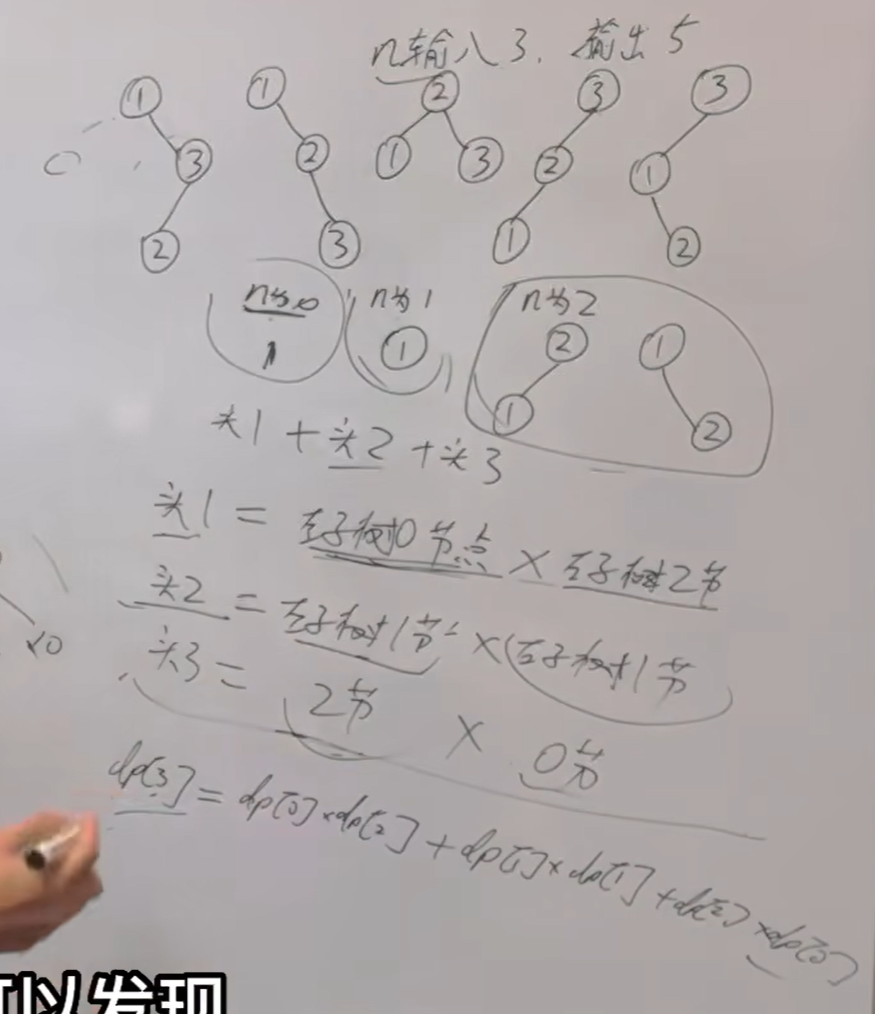 n输入3. 输出5
① ① ② ③ ③
③ ② ① ③ ② ①
② ③ ① ②
n为0 n为1 n为2
1 ① ② ①
① ②
头1 + 头2 + 头3
头1 = 左子树0节点 × 右子树2节
头2 = 左子树1节 × (右子树1节
头3 = 2节 × 0节
dp[3] = dp[0]×dp[2] + dp[1]×dp[1] + dp[2]×dp[0]
10
可以发现